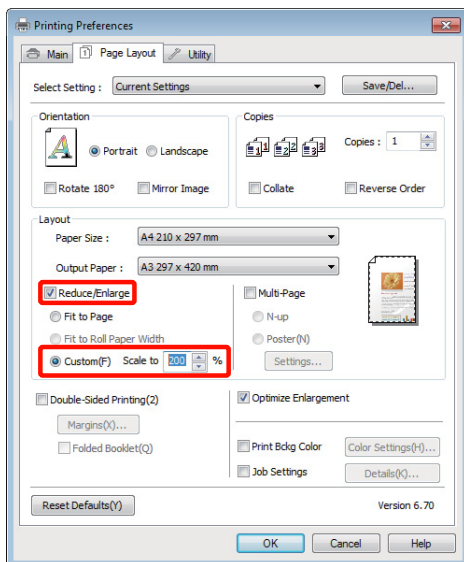 Printing Preferences
Main Page Layout Utility
Select Setting : Current Settings Save/Del...
Orientation Copies
Portrait Landscape Copies : 1
Rotate 180° Mirror Image Collate Reverse Order
Layout
Paper Size : A4 210 x 297 mm
Output Paper : A3 297 x 420 mm
Reduce/Enlarge Multi-Page
Fit to Page N-up
Fit to Roll Paper Width Poster(N)
Custom(F) Scale to 200 % Settings...
Double-Sided Printing(2) Optimize Enlargement
Margins(X)...
Folded Booklet(Q) Print Bckg Color Color Settings(H)...
Job Settings Details(K)...
Reset Defaults(Y) Version 6.70
OK Cancel Help